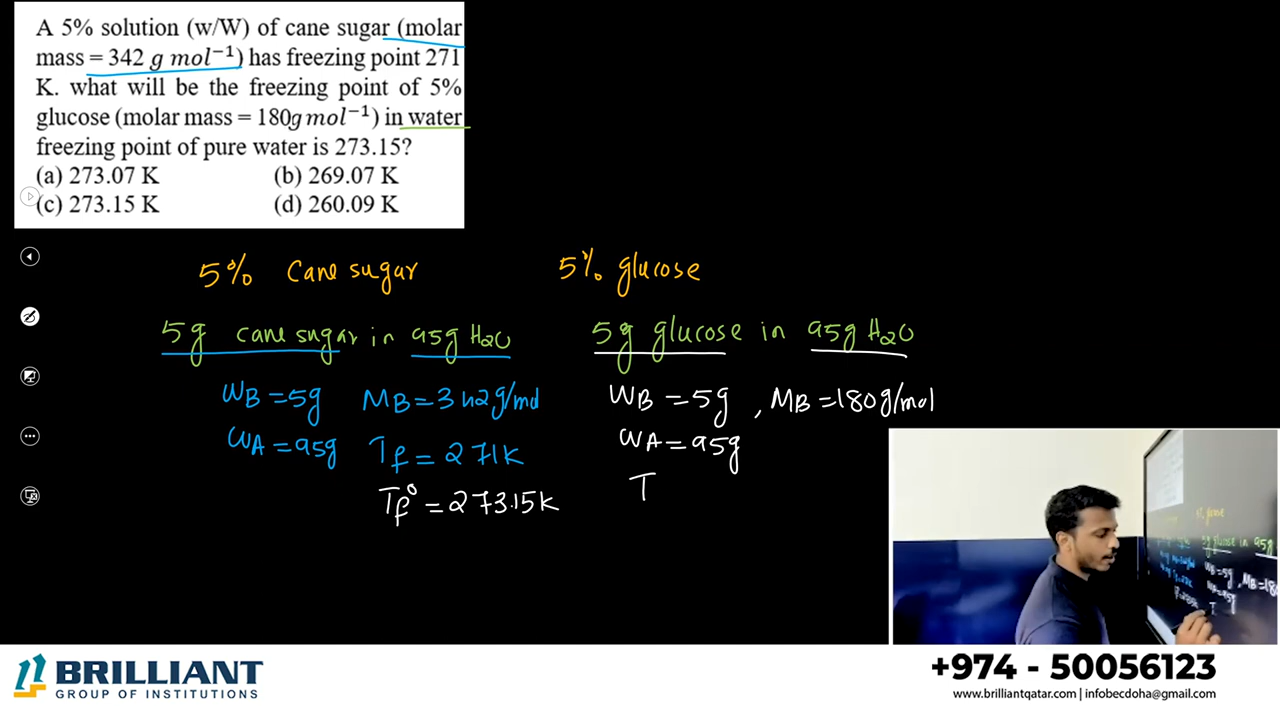 A 5% solution (w/W) of cane sugar (molar
mass = 342 g mol⁻¹) has freezing point 271
K. what will be the freezing point of 5%
glucose (molar mass = 180g mol⁻¹) in water
freezing point of pure water is 273.15?
(a) 273.07 K (b) 269.07 K
(c) 273.15 K (d) 260.09 K
5% Cane sugar
5% glucose
5g cane sugar in 95g H2O
WB = 5g MB = 342g/mol
WA = 95g Tf = 271K
Tf° = 273.15K
5g glucose in 95g H2O
WB = 5g , MB = 180g/mol
WA = 95g
T
BRILLIANT
GROUP OF INSTITUTIONS
+974 - 50056123
www.brilliantqatar.com | infobecdoha@gmail.com